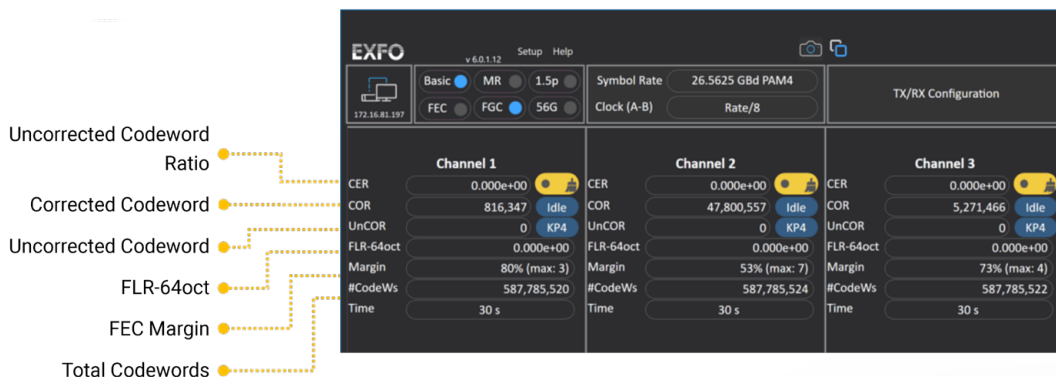 EXFO
v 6.0.1.12
Setup Help
172.16.81.197
Basic MR 1.5p
FEC FGC 56G
Symbol Rate 26.5625 GBd PAM4
Clock (A-B) Rate/8
TX/RX Configuration
Uncorrected Codeword
Ratio
Corrected Codeword
Uncorrected Codeword
FLR-64oct
FEC Margin
Total Codewords
Channel 1
CER 0.000e+00
COR 816,347 Idle
UnCOR 0 KP4
FLR-64oct 0.000e+00
Margin 80% (max: 3)
#CodeWs 587,785,520
Time 30 s
Channel 2
CER 0.000e+00
COR 47,800,557 Idle
UnCOR 0 KP4
FLR-64oct 0.000e+00
Margin 53% (max: 7)
#CodeWs 587,785,524
Time 30 s
Channel 3
CER 0.000e+00
COR 5,271,466 Idle
UnCOR 0 KP4
FLR-64oct 0.000e+00
Margin 73% (max: 4)
#CodeWs 587,785,522
Time 30 s